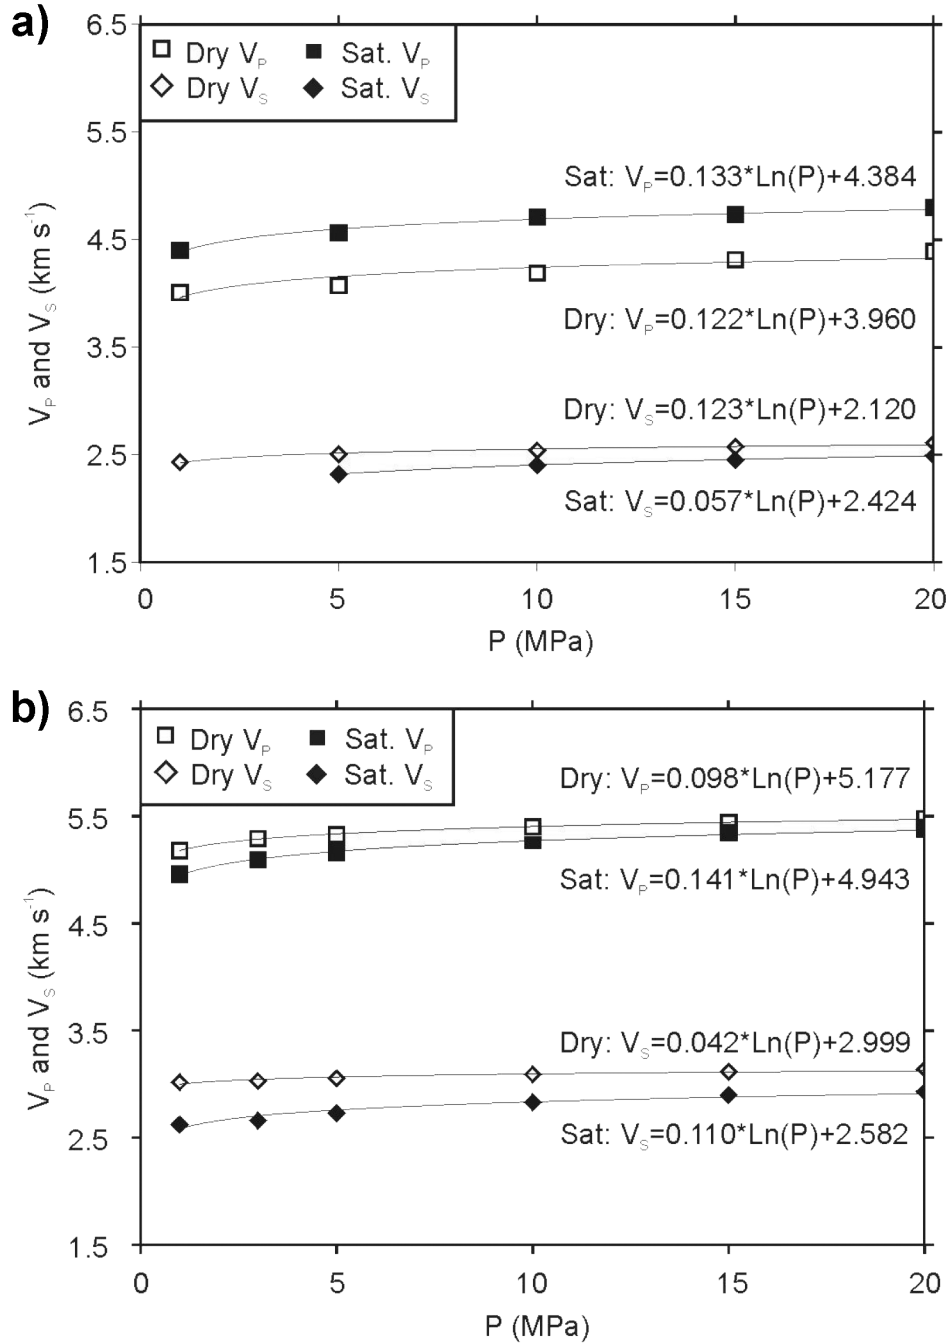 a)
6.5
Dry Vₚ Sat. Vₚ
Dry Vₛ Sat. Vₛ
5.5
Sat: Vₚ=0.133*Ln(P)+4.384
4.5
Dry: Vₚ=0.122*Ln(P)+3.960
3.5
Dry: Vₛ=0.123*Ln(P)+2.120
2.5
Sat: Vₛ=0.057*Ln(P)+2.424
1.5
Vₚ and Vₛ (km s⁻¹)
0 5 10 15 20
P (MPa)
b)
6.5
Dry Vₚ Sat. Vₚ
Dry Vₛ Sat. Vₛ
Dry: Vₚ=0.098*Ln(P)+5.177
5.5
Sat: Vₚ=0.141*Ln(P)+4.943
4.5
3.5
Dry: Vₛ=0.042*Ln(P)+2.999
2.5
Sat: Vₛ=0.110*Ln(P)+2.582
1.5
Vₚ and Vₛ (km s⁻¹)
0 5 10 15 20
P (MPa)